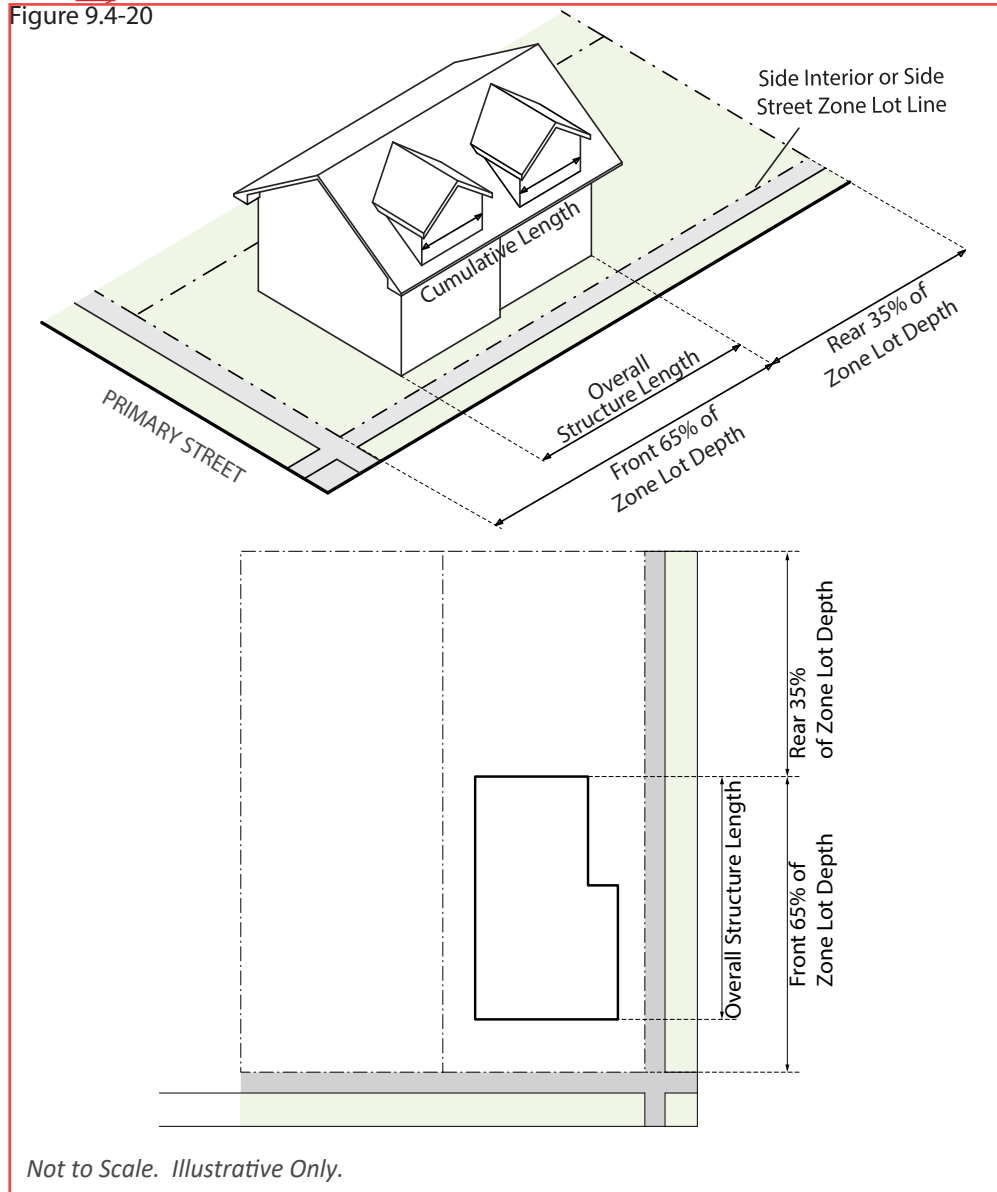 Figure 9.4-20
Side Interior or Side
Street Zone Lot Line
Cumulative Length
Rear 35% of
Zone Lot Depth
Overall
Structure Length
Front 65% of
Zone Lot Depth
PRIMARY STREET
Rear 35%
of Zone Lot Depth
Overall Structure Length
Front 65% of
Zone Lot Depth
Not to Scale. Illustrative Only.